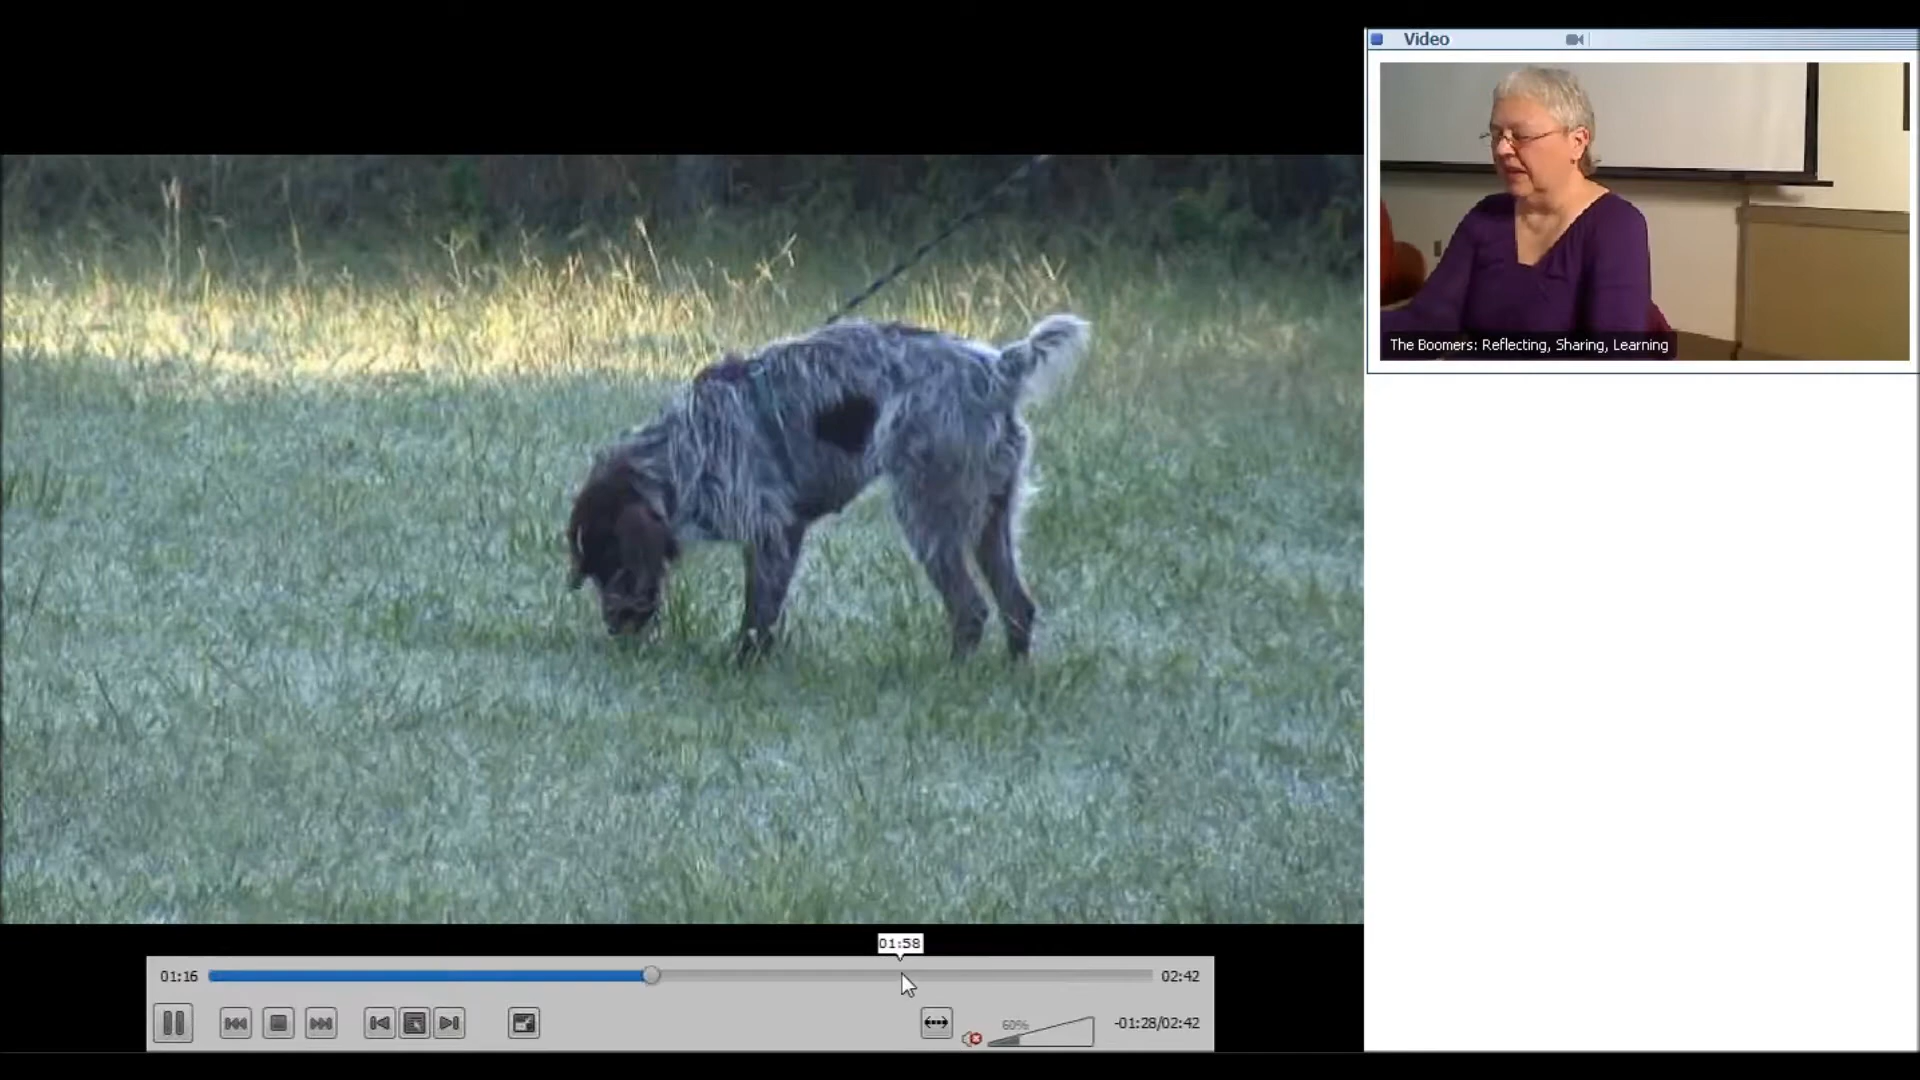 Video
The Boomers: Reflecting, Sharing, Learning
01:58
01:16
02:42
60%
-01:28/02:42